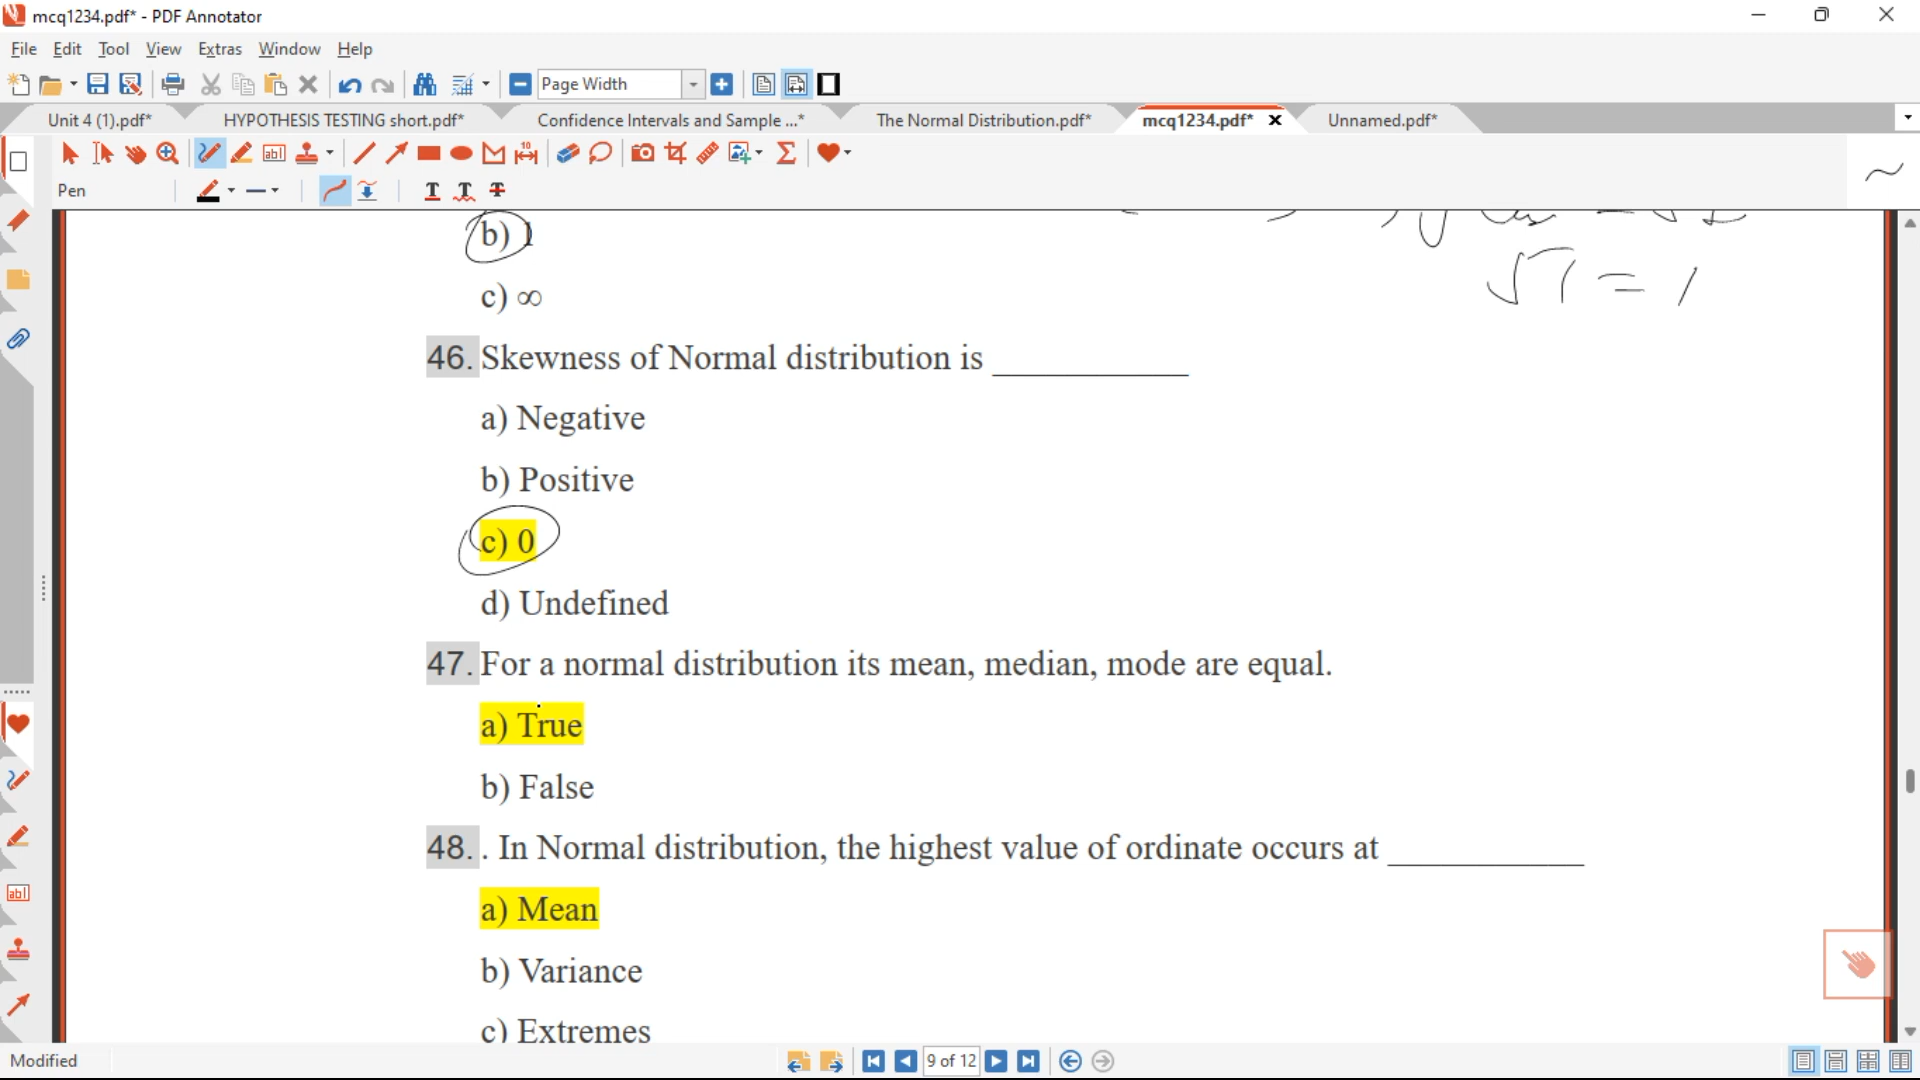 mcq1234.pdf* - PDF Annotator
File Edit Tool View Extras Window Help
Page Width
Unit 4 (1).pdf* HYPOTHESIS TESTING short.pdf* Confidence Intervals and Sample ...* The Normal Distribution.pdf* mcq1234.pdf* Unnamed.pdf*
Pen
b) 1
√1 = 1
c) ∞
46. Skewness of Normal distribution is ___________
a) Negative
b) Positive
c) 0
d) Undefined
47. For a normal distribution its mean, median, mode are equal.
a) True
b) False
48. . In Normal distribution, the highest value of ordinate occurs at ___________
a) Mean
b) Variance
c) Extremes
Modified 9 of 12